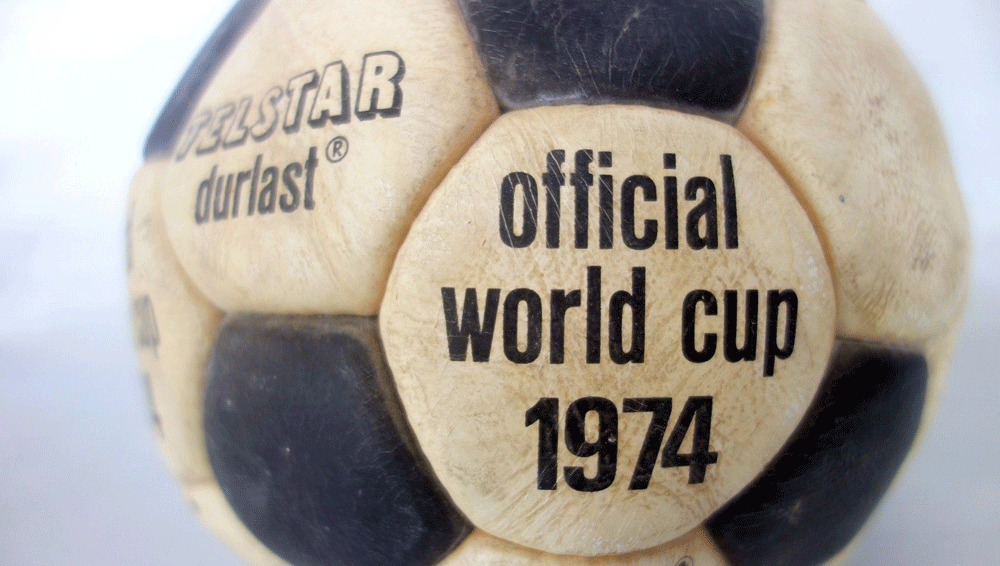 TELSTAR
durlast®
official
world cup
1974